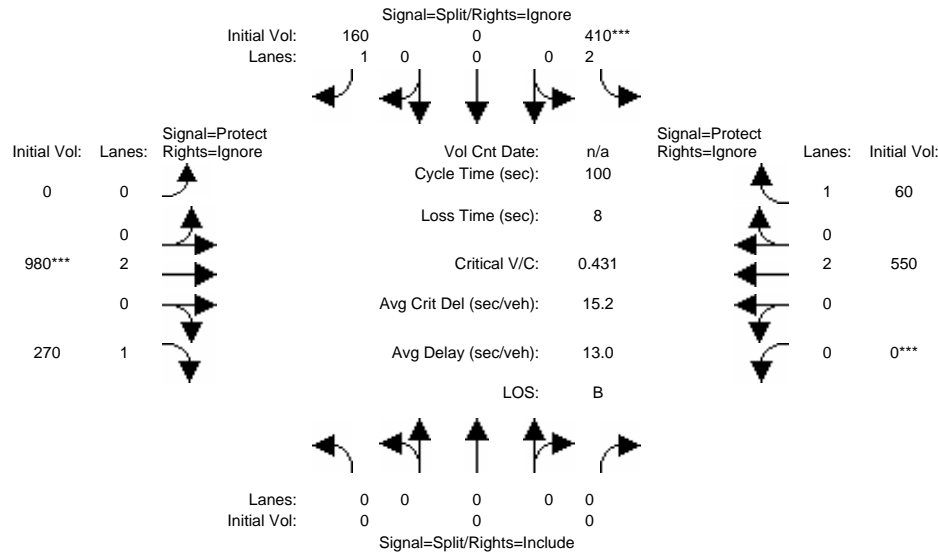 Signal=Split/Rights=Ignore
Initial Vol: 160 0 410***
Lanes: 1 0 0 0 2
Signal=Protect
Initial Vol: Lanes: Rights=Ignore
Vol Cnt Date: n/a
Signal=Protect
Rights=Ignore Lanes: Initial Vol:
Cycle Time (sec): 100
0 0
1 60
Loss Time (sec): 8
0
0
980*** 2
Critical V/C: 0.431
2 550
0
Avg Crit Del (sec/veh): 15.2
0
270 1
Avg Delay (sec/veh): 13.0
0 0***
LOS: B
Lanes: 0 0 0 0 0
Initial Vol: 0 0 0
Signal=Split/Rights=Include